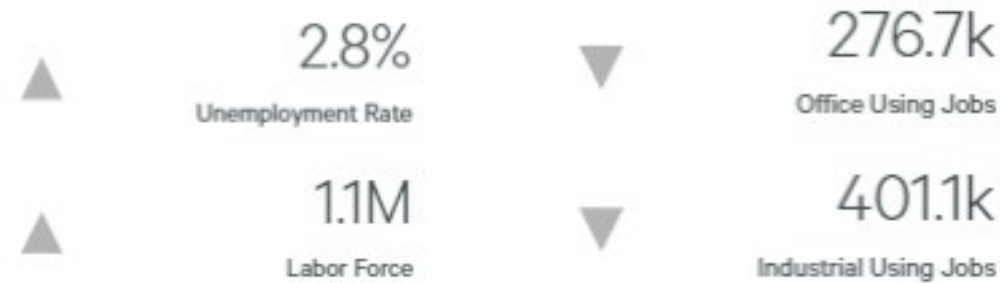 2.8%
Unemployment Rate
276.7k
Office Using Jobs
1.1M
Labor Force
401.1k
Industrial Using Jobs